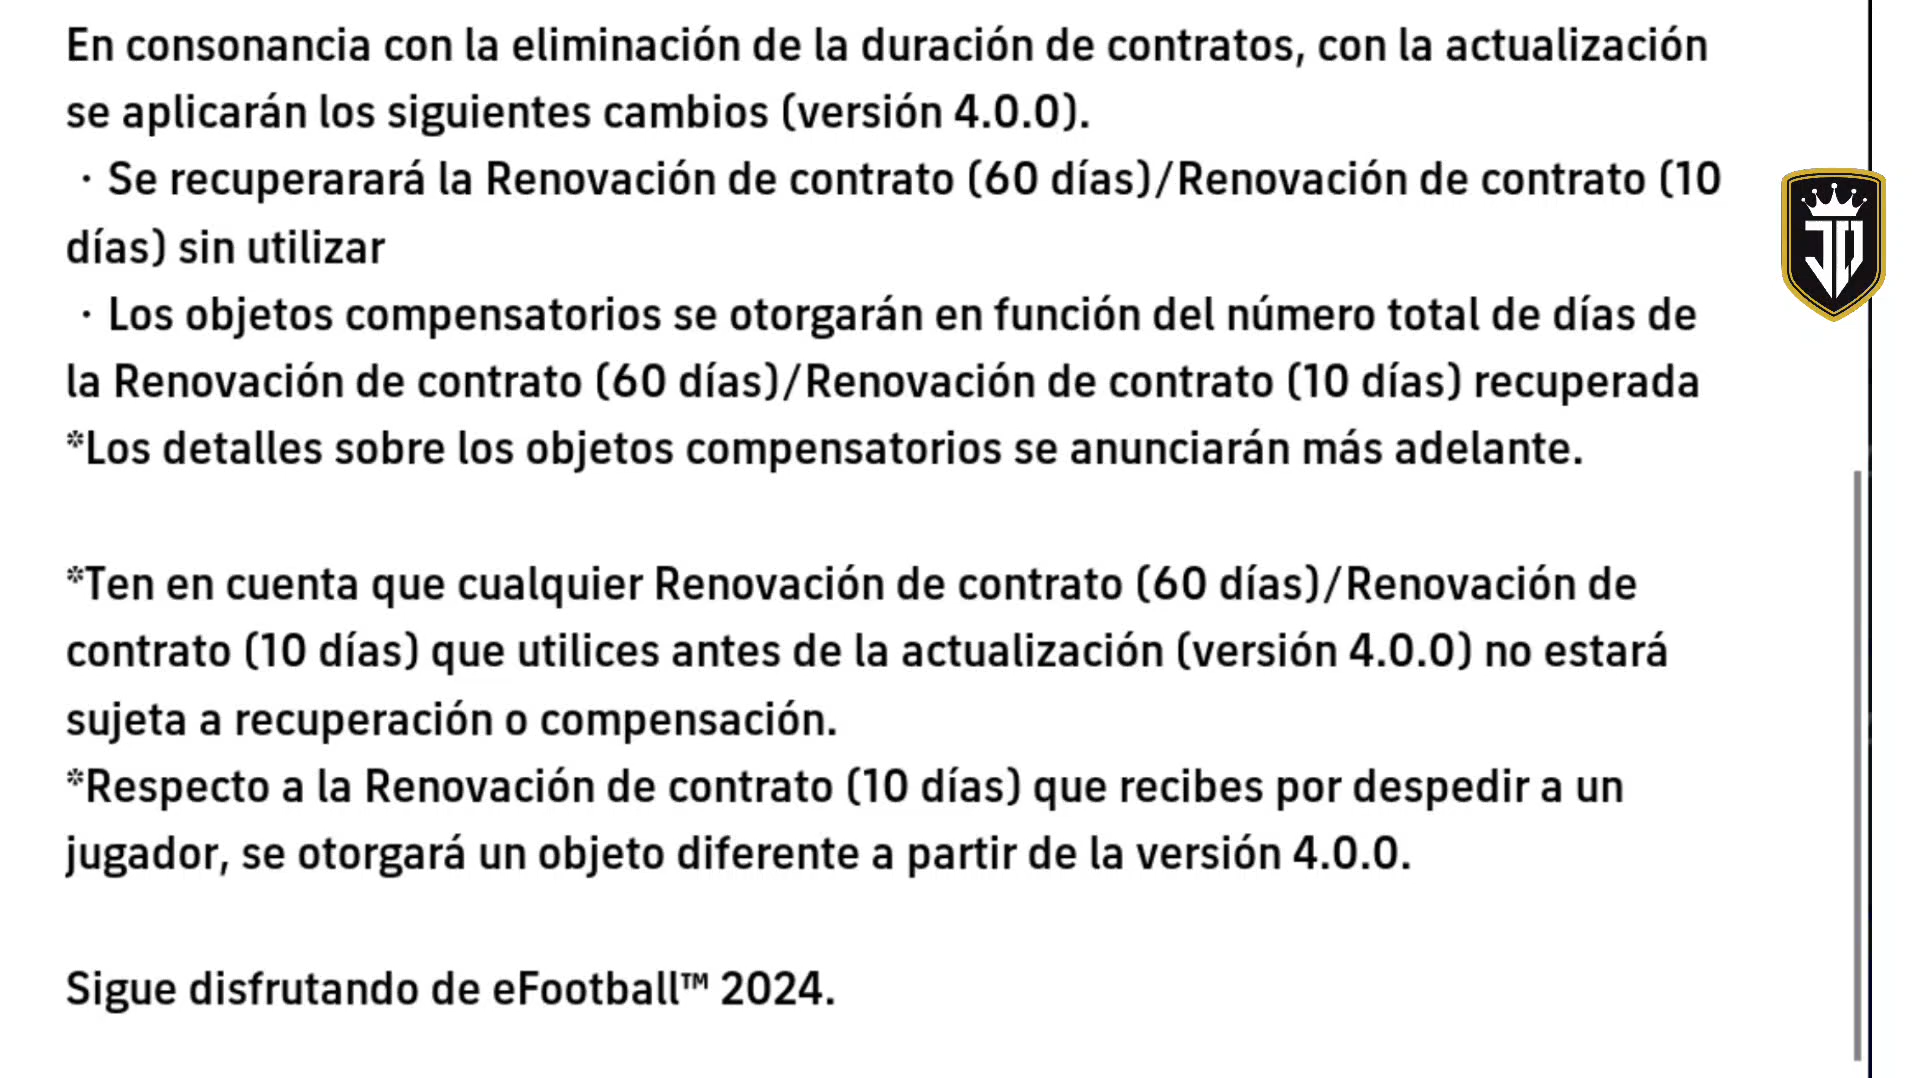 En consonancia con la eliminación de la duración de contratos, con la actualización
se aplicarán los siguientes cambios (versión 4.0.0).
· Se recuperarará la Renovación de contrato (60 días)/Renovación de contrato (10
días) sin utilizar
· Los objetos compensatorios se otorgarán en función del número total de días de
la Renovación de contrato (60 días)/Renovación de contrato (10 días) recuperada
*Los detalles sobre los objetos compensatorios se anunciarán más adelante.
*Ten en cuenta que cualquier Renovación de contrato (60 días)/Renovación de
contrato (10 días) que utilices antes de la actualización (versión 4.0.0) no estará
sujeta a recuperación o compensación.
*Respecto a la Renovación de contrato (10 días) que recibes por despedir a un
jugador, se otorgará un objeto diferente a partir de la versión 4.0.0.
Sigue disfrutando de eFootball™ 2024.
JD